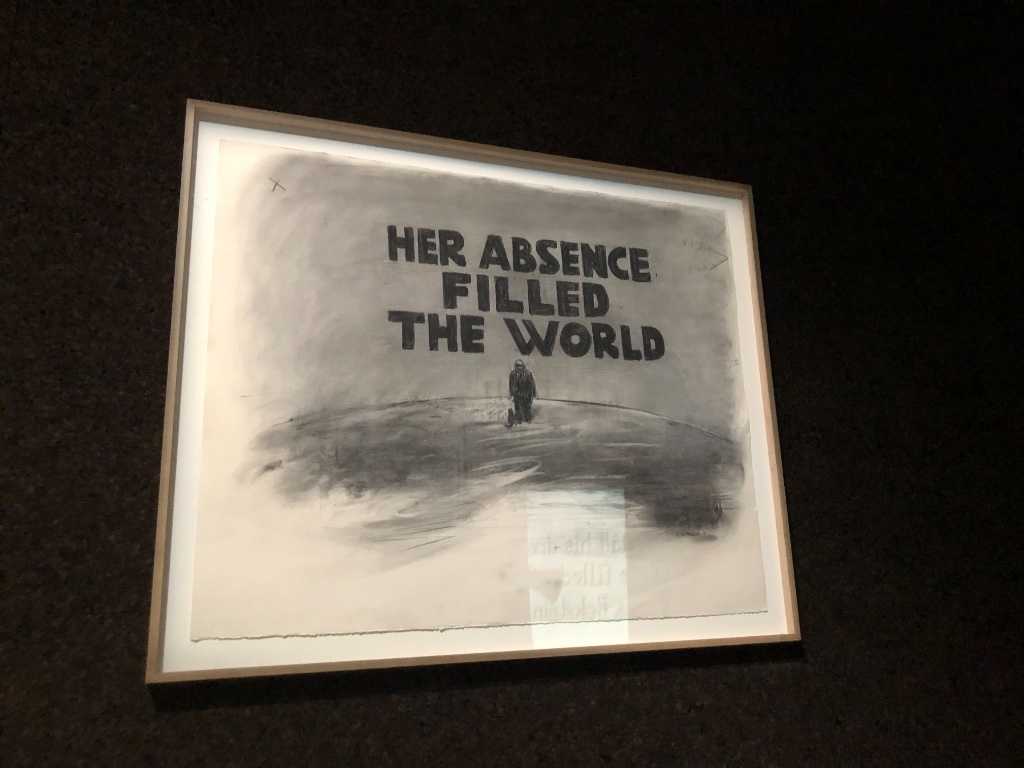 HER ABSENCE
FILLED
THE WORLD